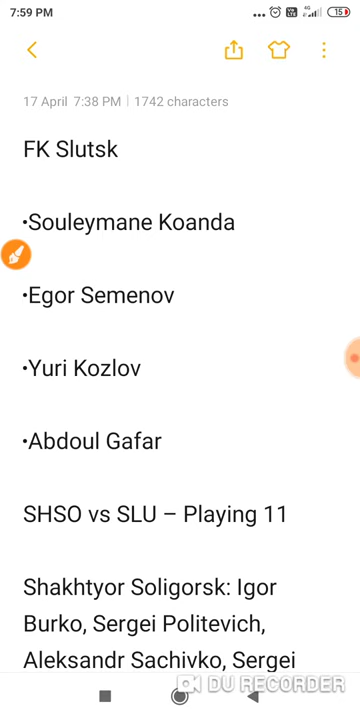 7:59 PM
4G
15
17 April 7:38 PM | 1742 characters
FK Slutsk
•Souleymane Koanda
•Egor Semenov
•Yuri Kozlov
•Abdoul Gafar
SHSO vs SLU – Playing 11
Shakhtyor Soligorsk: Igor
Burko, Sergei Politevich,
Aleksandr Sachivko, Sergei
DU RECORDER